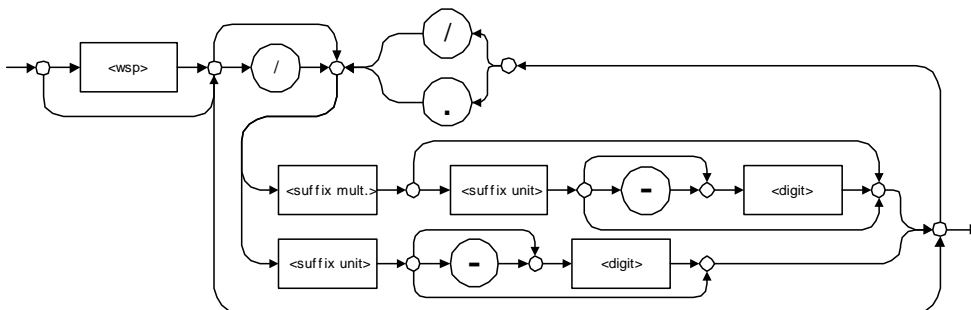 /
<wsp>
/
.
<suffix mult.>
<suffix unit>
-
<digit>
<suffix unit>
-
<digit>